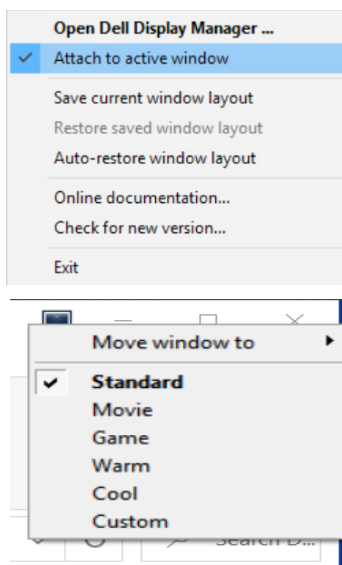 Open Dell Display Manager ...
Attach to active window
Save current window layout
Restore saved window layout
Auto-restore window layout
Online documentation...
Check for new version...
Exit
Move window to
Standard
Movie
Game
Warm
Cool
Custom
Search D...